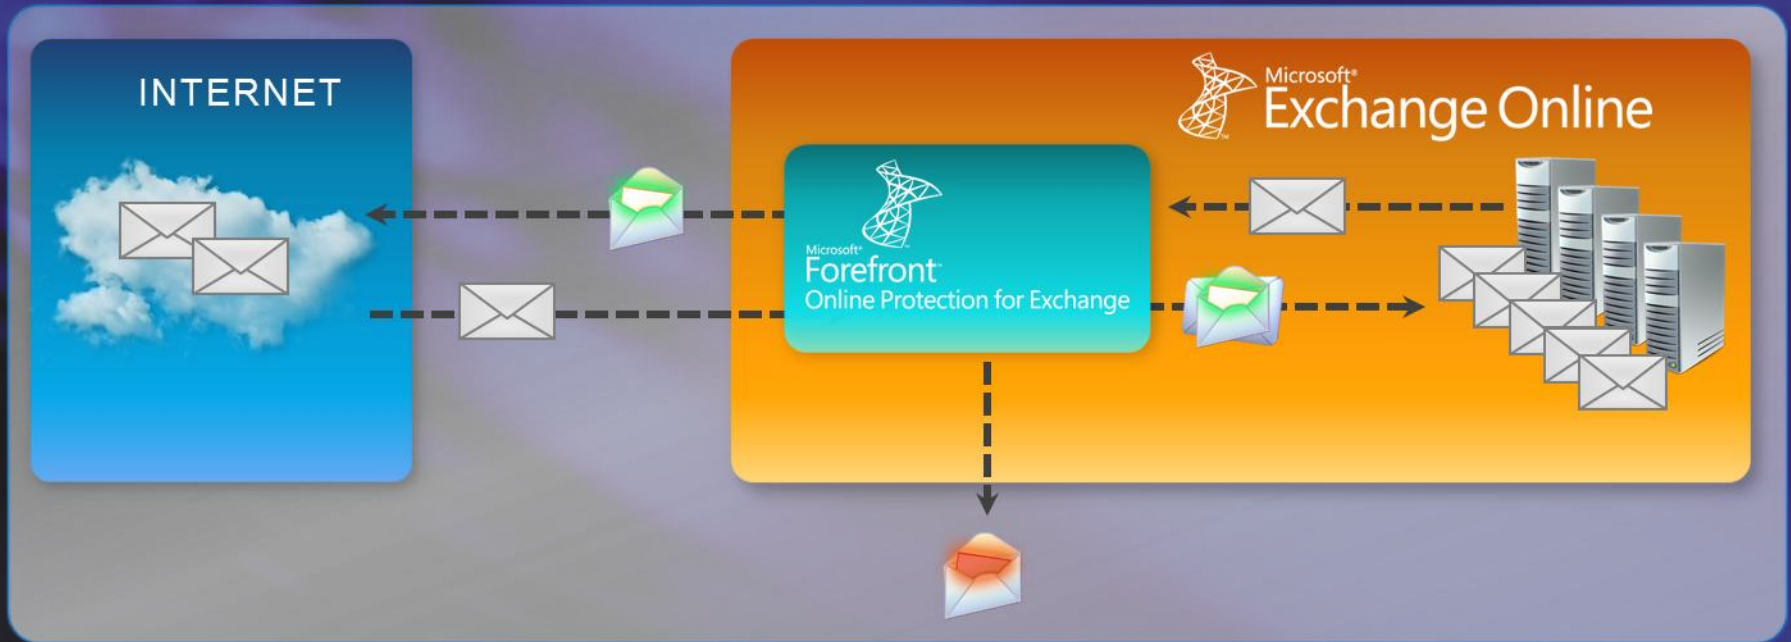 INTERNET
Microsoft®
Exchange Online
Microsoft®
Forefront™
Online Protection for Exchange